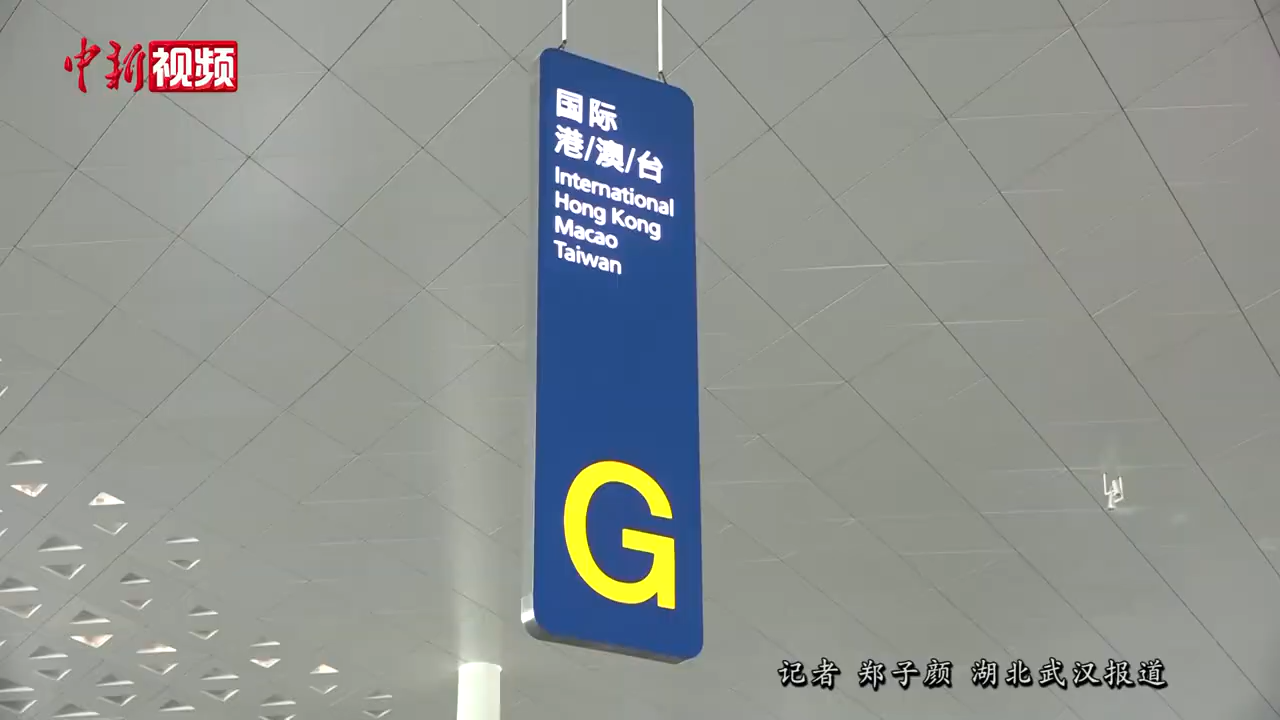 中新视频
国际
港/澳/台
International
Hong Kong
Macao
Taiwan
G
记者 郑子颜 湖北武汉报道